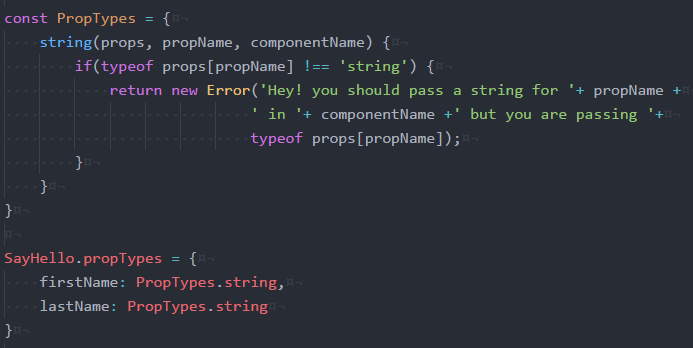 const PropTypes = {
    string(props, propName, componentName) {
        if(typeof props[propName] !== 'string') {
            return new Error('Hey! you should pass a string for '+ propName +
                            ' in '+ componentName +' but you are passing '+
                            typeof props[propName]);
        }
    }
}

SayHello.propTypes = {
    firstName: PropTypes.string,
    lastName: PropTypes.string
}